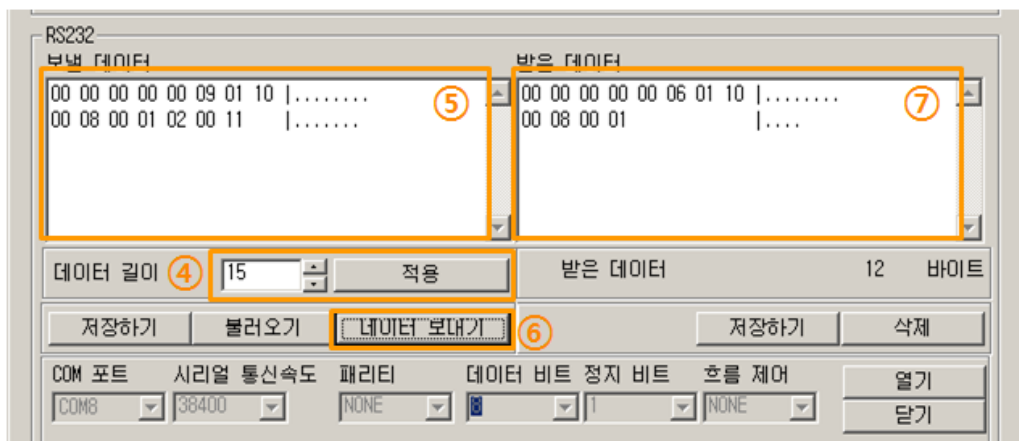 RS232
보낼 데이터
받은 데이터
00 00 00 00 00 09 01 10 |........
00 08 00 01 02 00 11 |.......
⑤
00 00 00 00 00 06 01 10 |........
00 08 00 01 |....
⑦
데이터 길이 ④ 15 적용
받은 데이터 12 바이트
저장하기 불러오기 데이터 보내기 ⑥
저장하기 삭제
COM 포트 시리얼 통신속도 패리티 데이터 비트 정지 비트 흐름 제어 열기
COM8 38400 NONE 8 1 NONE 닫기